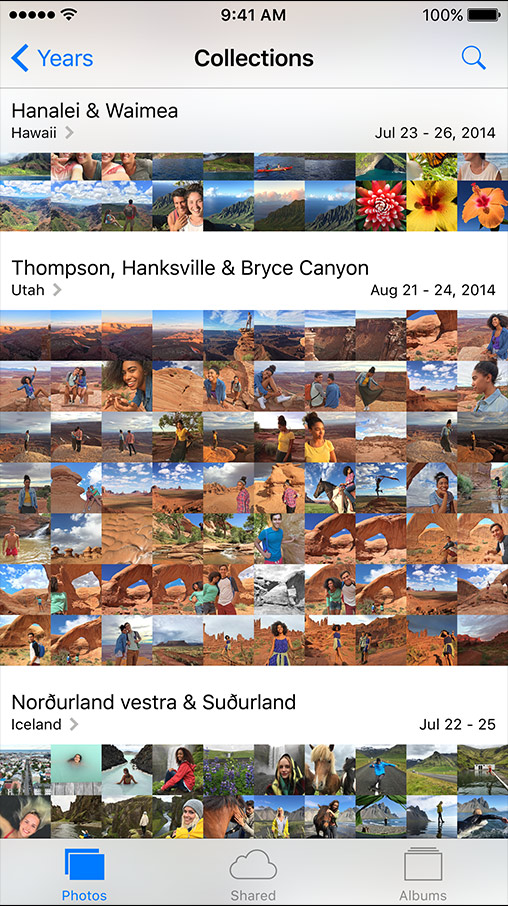 9:41 AM
100%
Years
Collections
Hanalei & Waimea
Hawaii
Jul 23 - 26, 2014
Thompson, Hanksville & Bryce Canyon
Utah
Aug 21 - 24, 2014
Norðurland vestra & Suðurland
Iceland
Jul 22 - 25
Photos
Shared
Albums